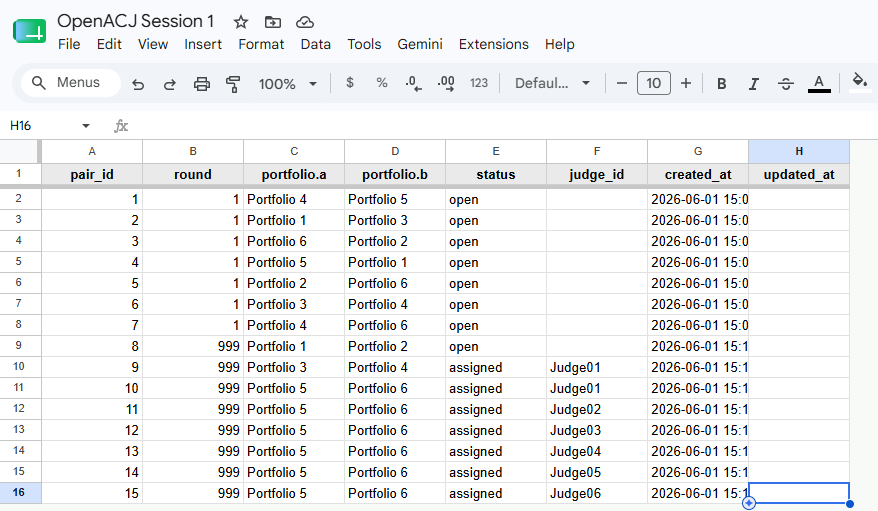 OpenACJ Session 1
File Edit View Insert Format Data Tools Gemini Extensions Help
Menus 100% $ % .0 .00 123 Defaul... − 10 + B I S A
H16 fx
A B C D E F G H
1 pair_id round portfolio.a portfolio.b status judge_id created_at updated_at
2 1 1 Portfolio 4 Portfolio 5 open 2026-06-01 15:0
3 2 1 Portfolio 1 Portfolio 3 open 2026-06-01 15:0
4 3 1 Portfolio 6 Portfolio 2 open 2026-06-01 15:0
5 4 1 Portfolio 5 Portfolio 1 open 2026-06-01 15:0
6 5 1 Portfolio 2 Portfolio 6 open 2026-06-01 15:0
7 6 1 Portfolio 3 Portfolio 4 open 2026-06-01 15:0
8 7 1 Portfolio 4 Portfolio 6 open 2026-06-01 15:0
9 8 999 Portfolio 1 Portfolio 2 open 2026-06-01 15:1
10 9 999 Portfolio 3 Portfolio 4 assigned Judge01 2026-06-01 15:1
11 10 999 Portfolio 5 Portfolio 6 assigned Judge01 2026-06-01 15:1
12 11 999 Portfolio 5 Portfolio 6 assigned Judge02 2026-06-01 15:1
13 12 999 Portfolio 5 Portfolio 6 assigned Judge03 2026-06-01 15:1
14 13 999 Portfolio 5 Portfolio 6 assigned Judge04 2026-06-01 15:1
15 14 999 Portfolio 5 Portfolio 6 assigned Judge05 2026-06-01 15:1
16 15 999 Portfolio 5 Portfolio 6 assigned Judge06 2026-06-01 15:1